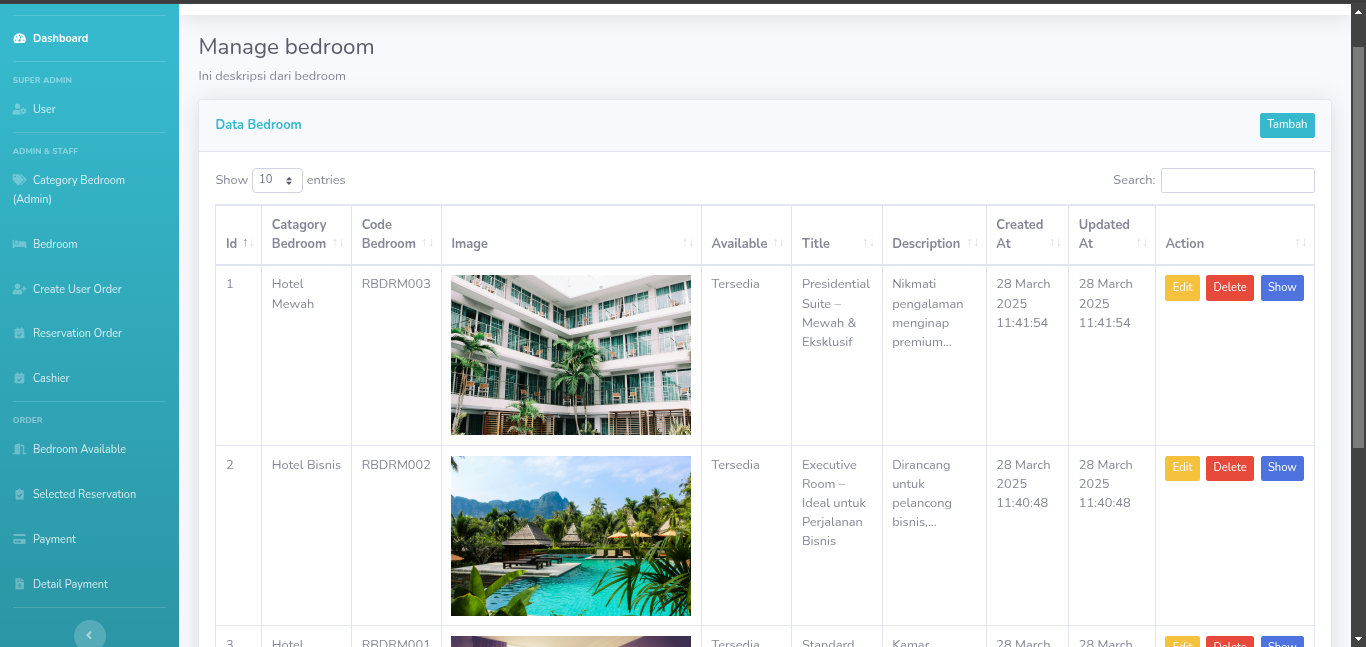 Dashboard
SUPER ADMIN
User
ADMIN & STAFF
Category Bedroom
(Admin)
Bedroom
Create User Order
Reservation Order
Cashier
ORDER
Bedroom Available
Selected Reservation
Payment
Detail Payment
Manage bedroom
Ini deskripsi dari bedroom
Data Bedroom
Tambah
Show 10 entries
Search:
Id
Catagory
Bedroom
Code
Bedroom
Image
Available
Title
Description
Created
At
Updated
At
Action
1
Hotel
Mewah
RBDRM003
Tersedia
Presidential
Suite –
Mewah &
Eksklusif
Nikmati
pengalaman
menginap
premium...
28 March
2025
11:41:54
28 March
2025
11:41:54
Edit
Delete
Show
2
Hotel Bisnis
RBDRM002
Tersedia
Executive
Room –
Ideal untuk
Perjalanan
Bisnis
Dirancang
untuk
pelancong
bisnis,...
28 March
2025
11:40:48
28 March
2025
11:40:48
Edit
Delete
Show
3
Hotel
RBDRM001
Tersedia
Standard
Kamar
28 March
28 March
Edit
Delete
Show